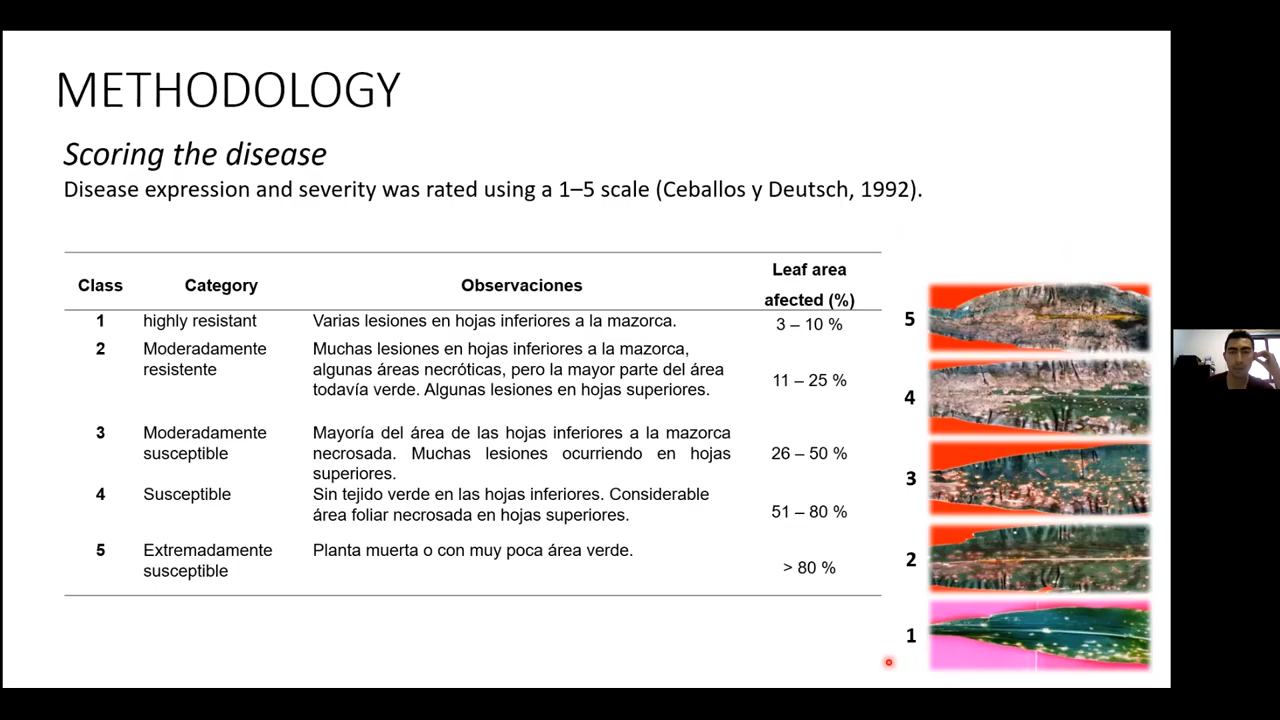 METHODOLOGY
Scoring the disease
Disease expression and severity was rated using a 1–5 scale (Ceballos y Deutsch, 1992).
Class Category Observaciones Leaf area
afected (%)
1 highly resistant Varias lesiones en hojas inferiores a la mazorca. 3 – 10 %
2 Moderadamente Muchas lesiones en hojas inferiores a la mazorca,
resistente algunas áreas necróticas, pero la mayor parte del área
todavía verde. Algunas lesiones en hojas superiores. 11 – 25 %
3 Moderadamente Mayoría del área de las hojas inferiores a la mazorca
susceptible necrosada. Muchas lesiones ocurriendo en hojas 26 – 50 %
superiores.
4 Susceptible Sin tejido verde en las hojas inferiores. Considerable
área foliar necrosada en hojas superiores. 51 – 80 %
5 Extremadamente Planta muerta o con muy poca área verde.
susceptible > 80 %
5
4
3
2
1